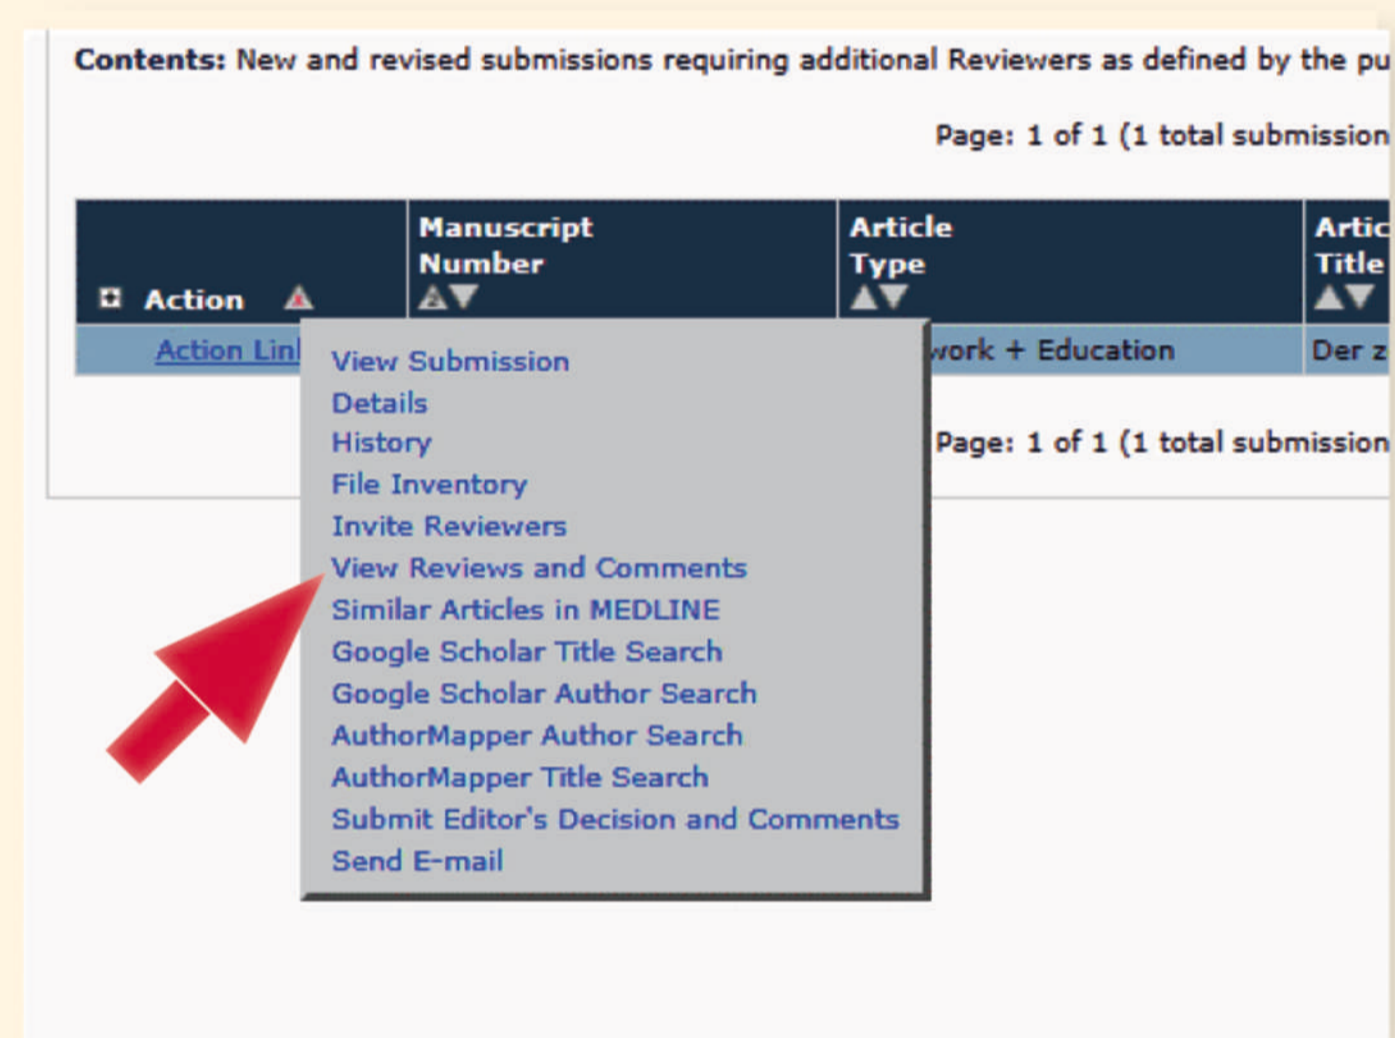 Contents: New and revised submissions requiring additional Reviewers as defined by the
Page: 1 of 1 (1 total submission
Manuscript Number
Article Type
Title
Action
Action
View Submission
work + Education
Der
Details
History
Page: 1 of 1 (1 total submission
File Inventory
Invite Reviewers
View Reviews and Comments
Similar Articles in MEDLINE
Google Scholar Title Search
Google Scholar Author Search
AuthorMapper Author Search
AuthorMapper Title Search
Submit Editor's Decision and Comments
Send E-mail